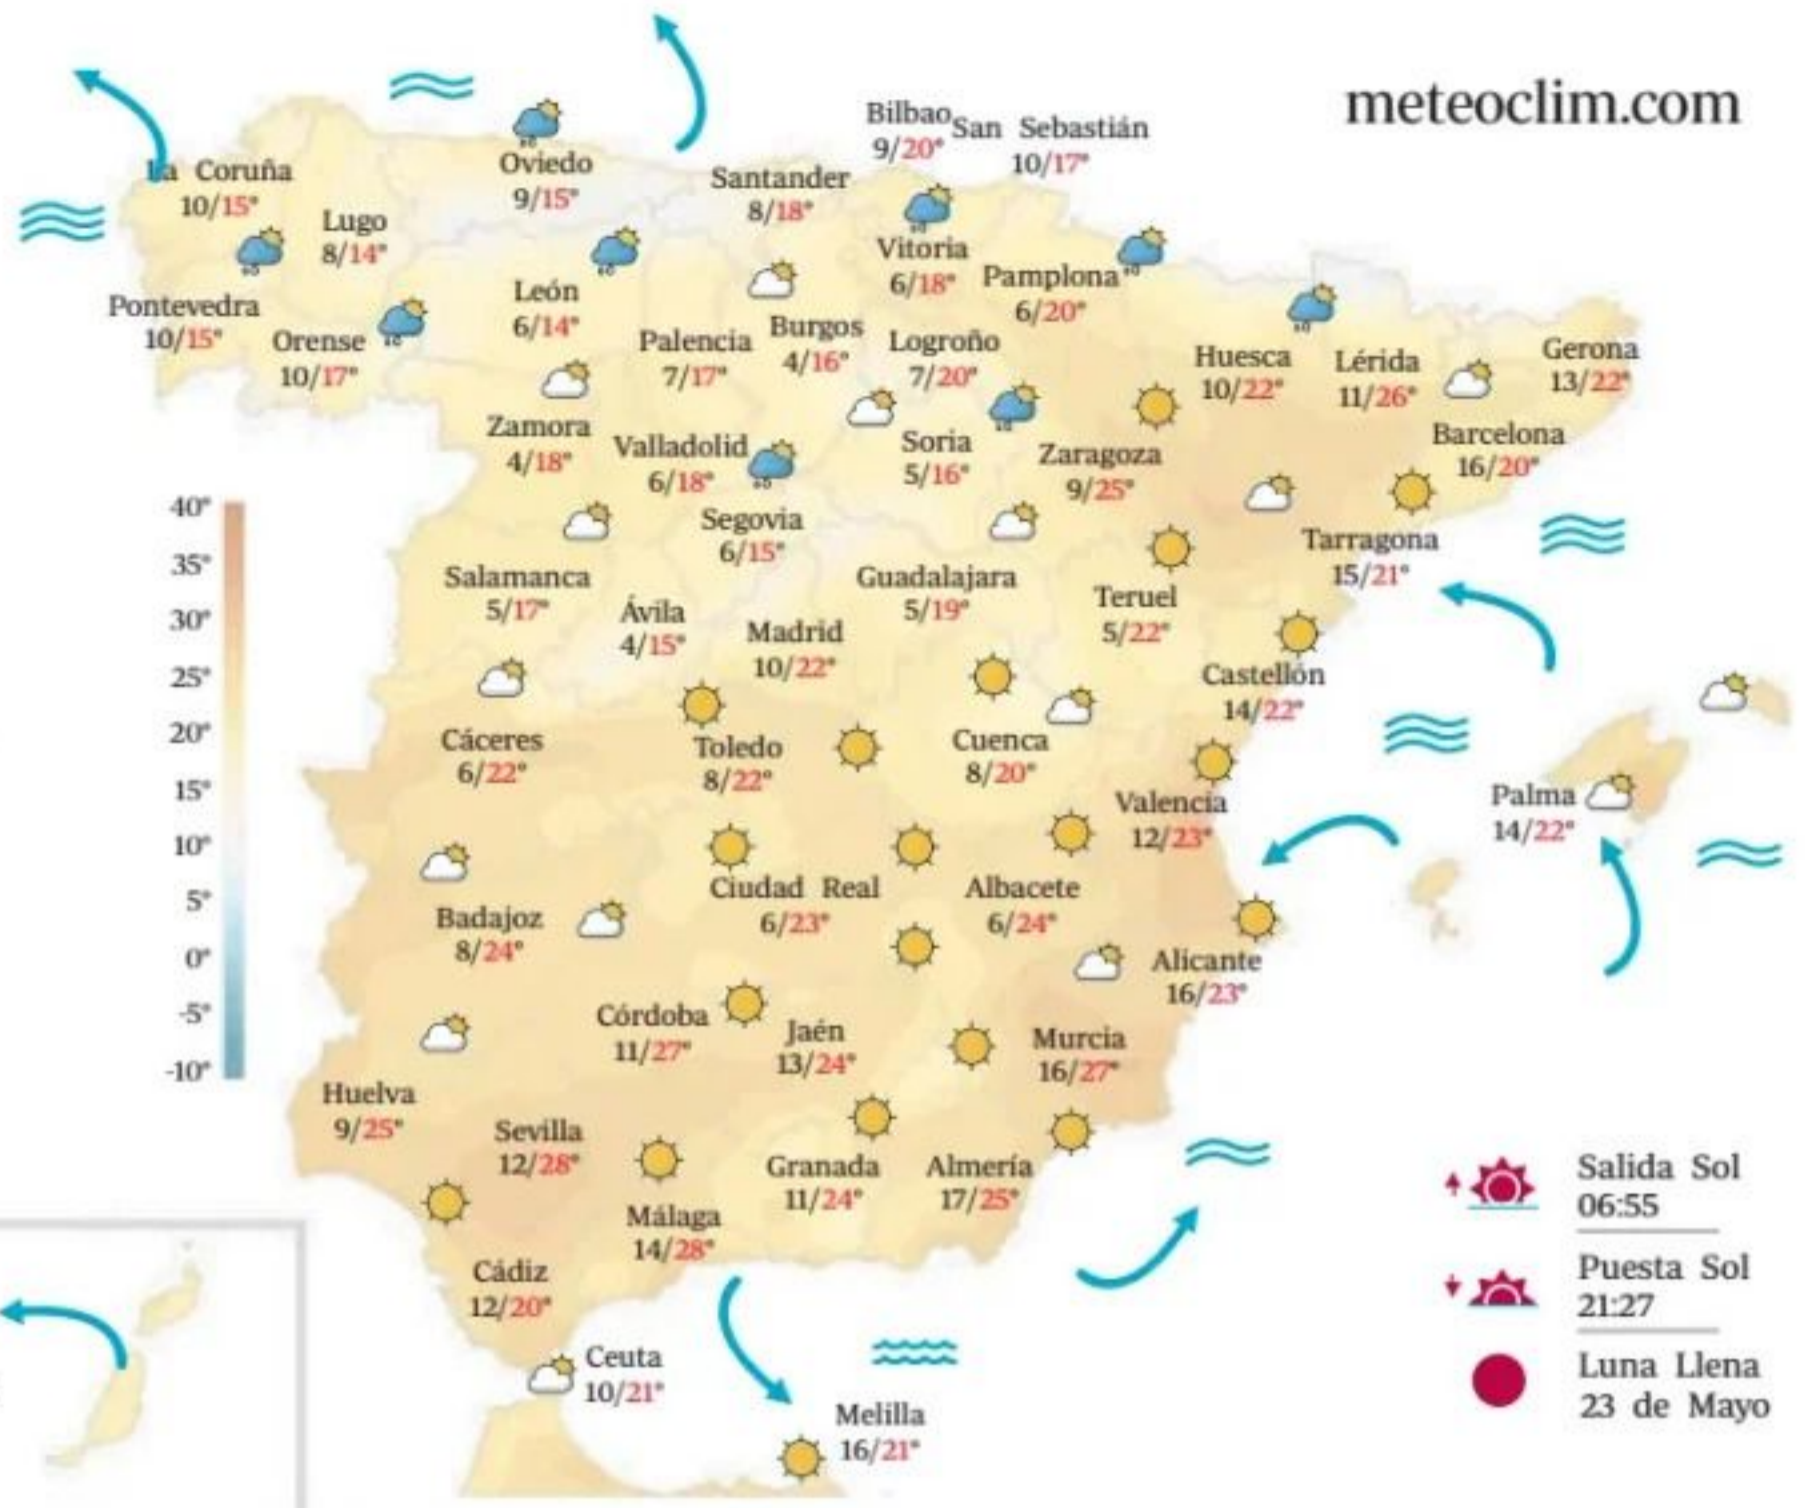 meteoclim.com
Bilbao
9/20°
San Sebastián
10/17°
La Coruña
10/15°
Oviedo
9/15°
Santander
8/18°
Lugo
8/14°
Vitoria
6/18°
Pamplona
6/20°
Pontevedra
10/15°
Orense
10/17°
León
6/14°
Palencia
7/17°
Burgos
4/16°
Logroño
7/20°
Huesca
10/22°
Lérida
11/26°
Gerona
13/22°
Zamora
4/18°
Valladolid
6/18°
Soria
5/16°
Zaragoza
9/25°
Barcelona
16/20°
Segovia
6/15°
Tarragona
15/21°
Salamanca
5/17°
Ávila
4/15°
Madrid
10/22°
Guadalajara
5/19°
Teruel
5/22°
Castellón
14/22°
Cáceres
6/22°
Toledo
8/22°
Cuenca
8/20°
Valencia
12/23°
Palma
14/22°
Ciudad Real
6/23°
Albacete
6/24°
Badajoz
8/24°
Alicante
16/23°
Córdoba
11/27°
Jaén
13/24°
Murcia
16/27°
Huelva
9/25°
Sevilla
12/28°
Granada
11/24°
Almería
17/25°
Málaga
14/28°
Cádiz
12/20°
Ceuta
10/21°
Melilla
16/21°
40°
35°
30°
25°
20°
15°
10°
5°
0°
-5°
-10°
Salida Sol
06:55
Puesta Sol
21:27
Luna Llena
23 de Mayo